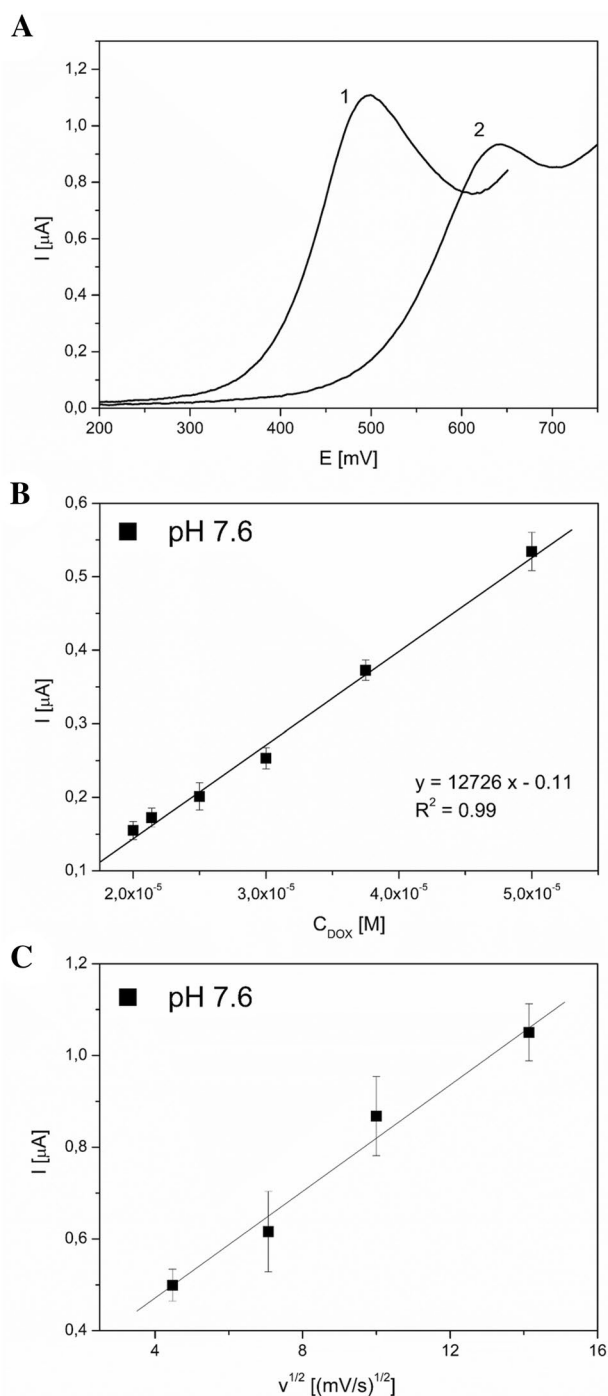 A
1,2
1,0
0,8
0,6
0,4
0,2
0,0
I [μA]
1
2
200 300 400 500 600 700
E [mV]
B
0,6
0,5
0,4
0,3
0,2
0,1
I [μA]
pH 7.6
y = 12726 x - 0.11
R² = 0.99
2,0x10⁻⁵ 3,0x10⁻⁵ 4,0x10⁻⁵ 5,0x10⁻⁵
C_DOX [M]
C
1,2
1,0
0,8
0,6
0,4
I [μA]
pH 7.6
4 8 12 16
v^1/2 [(mV/s)^1/2]